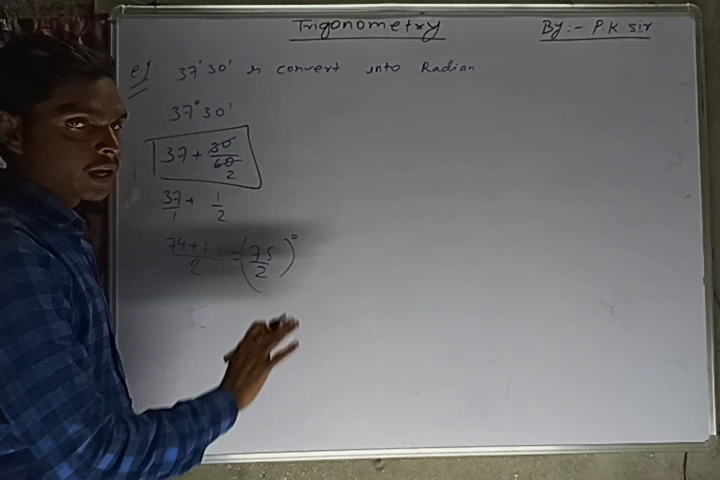 Trigonometry
By:- P.K sir
e.g 37° 30' is convert into Radian
37° 30'
37 + 30/60 2
37/1 + 1/2
74+1/2 = (75/2)°